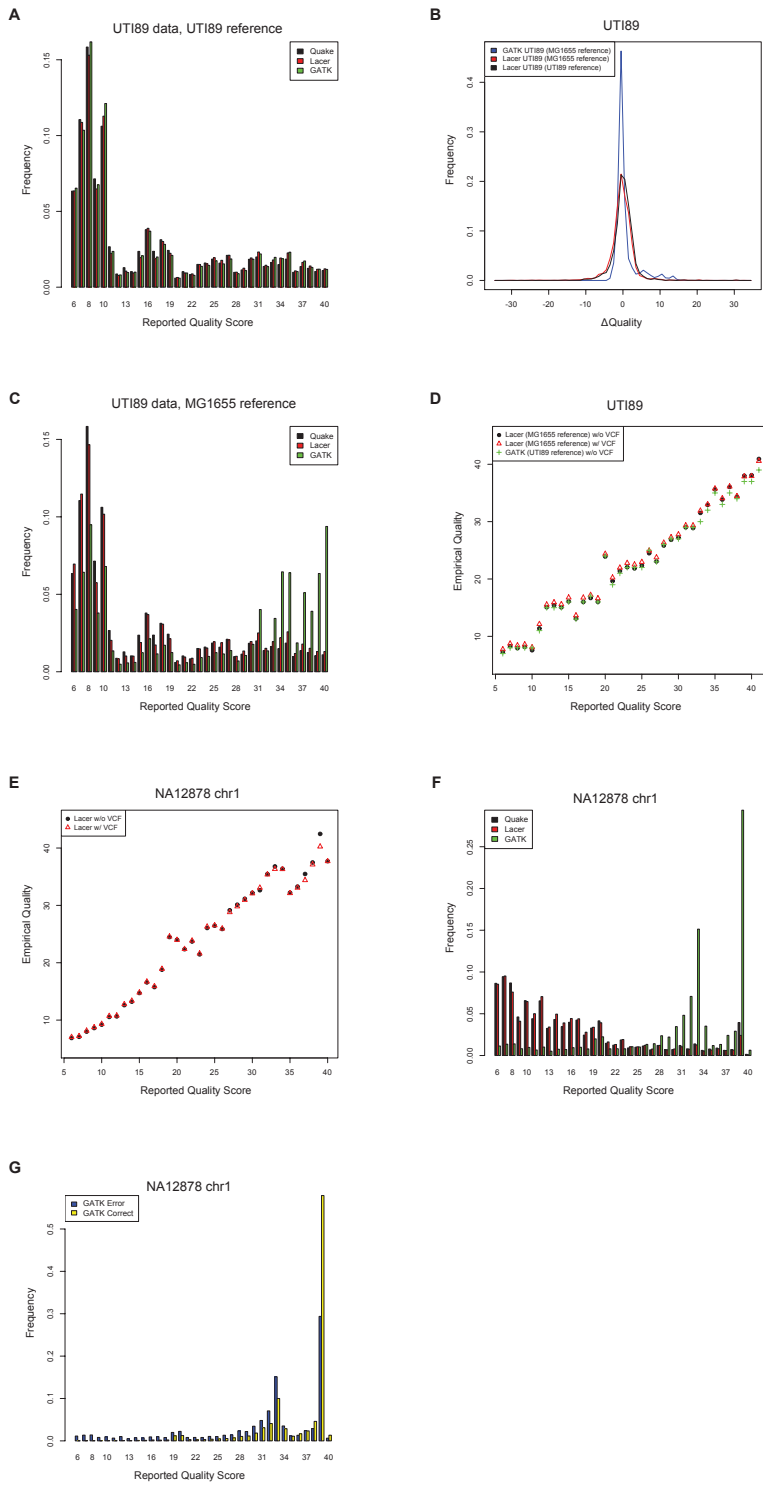 A
UTI89 data, UTI89 reference
Quake
Lacer
GATK
0.15
0.10
0.05
0.00
Frequency
6 8 10 13 16 19 22 25 28 31 34 37 40
Reported Quality Score
B
UTI89
GATK UTI89 (MG1655 reference)
Lacer UTI89 (MG1655 reference)
Lacer UTI89 (UTI89 reference)
0.4
0.3
0.2
0.1
0.0
Frequency
-30 -20 -10 0 10 20 30
ΔQuality
C
UTI89 data, MG1655 reference
Quake
Lacer
GATK
0.15
0.10
0.05
0.00
Frequency
6 8 10 13 16 19 22 25 28 31 34 37 40
Reported Quality Score
D
UTI89
Lacer (MG1655 reference) w/o VCF
Lacer (MG1655 reference) w/ VCF
GATK (UTI89 reference) w/o VCF
40
30
20
10
Empirical Quality
5 10 15 20 25 30 35 40
Reported Quality Score
E
NA12878 chr1
Lacer w/o VCF
Lacer w/ VCF
40
30
20
10
Empirical Quality
5 10 15 20 25 30 35 40
Reported Quality Score
F
NA12878 chr1
Quake
Lacer
GATK
0.25
0.20
0.15
0.10
0.05
0.00
Frequency
6 8 10 13 16 19 22 25 28 31 34 37 40
Reported Quality Score
G
NA12878 chr1
GATK Error
GATK Correct
0.5
0.4
0.3
0.2
0.1
0.0
Frequency
6 8 10 13 16 19 22 25 28 31 34 37 40
Reported Quality Score